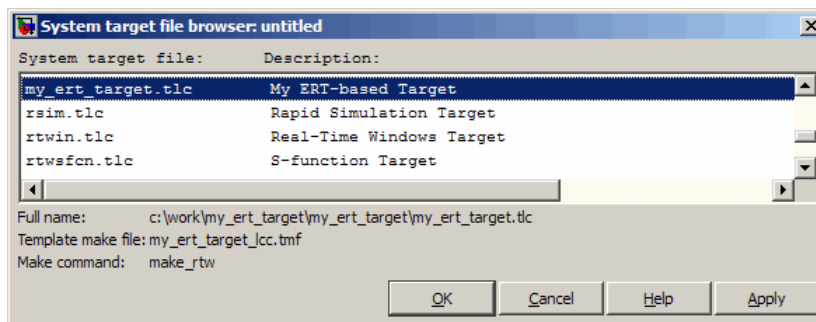 System target file browser: untitled
System target file: Description:
my_ert_target.tlc My ERT-based Target
rsim.tlc Rapid Simulation Target
rtwin.tlc Real-Time Windows Target
rtwsfcn.tlc S-function Target
Full name: c:\work\my_ert_target\my_ert_target\my_ert_target.tlc
Template make file: my_ert_target_lcc.tmf
Make command: make_rtw
OK Cancel Help Apply